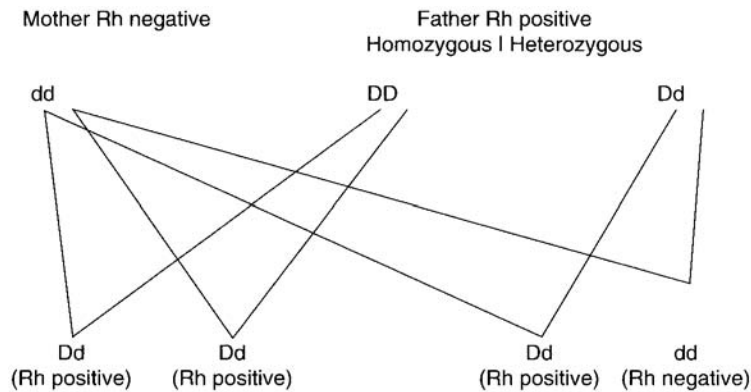 Mother Rh negative
Father Rh positive
Homozygous | Heterozygous
dd
DD
Dd
Dd
(Rh positive)
Dd
(Rh positive)
Dd
(Rh positive)
dd
(Rh negative)